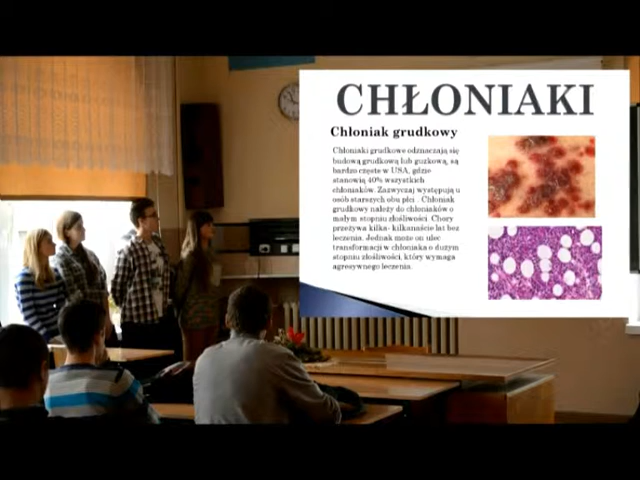 CHŁONIAKI
Chłoniak grudkowy
Chłoniaki grudkowe odznaczają się
budową grudkową lub guzkową, są
bardzo częste w USA, gdzie
stanowią 40% wszystkich
chłoniaków. Zazwyczaj występują u
osób starszych obu płci . Chłoniak
grudkowy należy do chłoniaków o
małym stopniu złośliwości. Chory
przeżywa kilka- kilkanaście lat bez
leczenia. Jednak może on ulec
transformacji w chłoniaka o dużym
stopniu złośliwości, który wymaga
agresywnego leczenia.